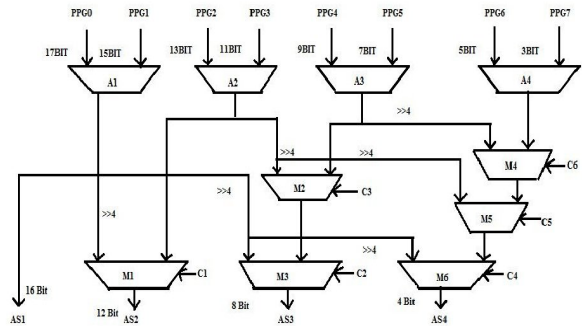 PPG0 PPG1 PPG2 PPG3 PPG4 PPG5 PPG6 PPG7
17BIT 15BIT 13BIT 11BIT 9BIT 7BIT 5BIT 3BIT
A1 A2 A3 A4
>>4
>>4 >>4 M4 C6
M2 C3
>>4 >>4 M5 C5
>>4
M1 C1 M3 C2 M6 C4
16 Bit 12 Bit 8 Bit 4 Bit
AS1 AS2 AS3 AS4